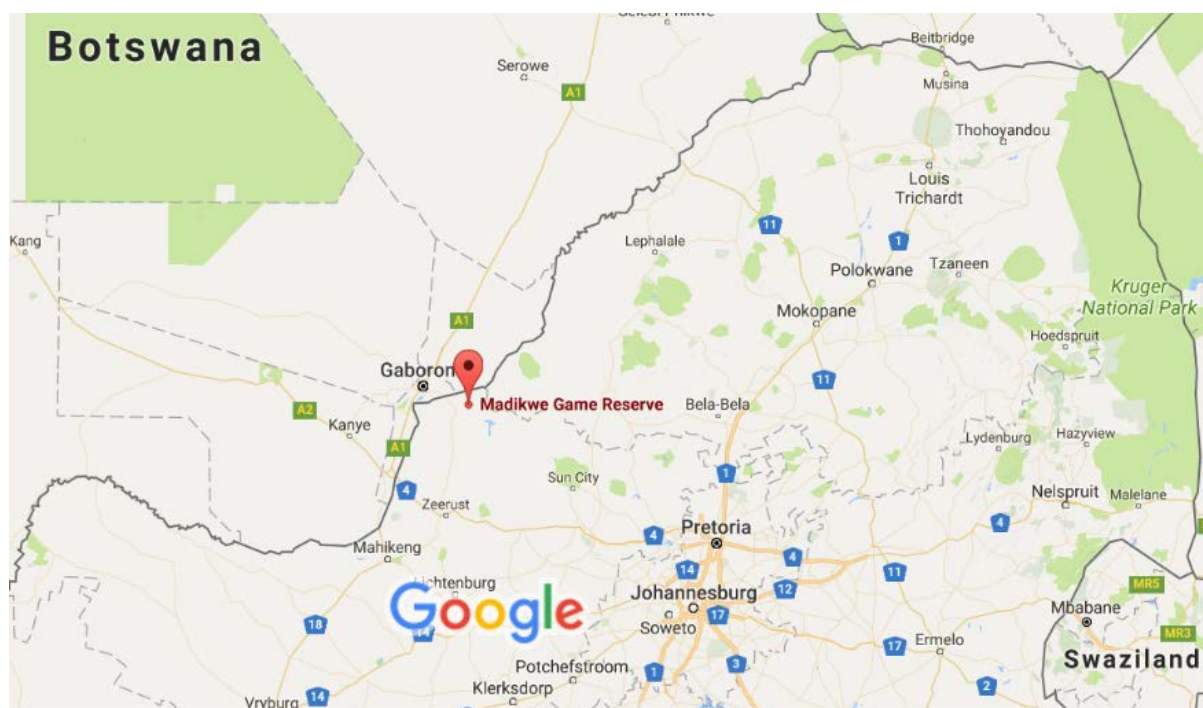 Botswana
Serowe
A1
Beitbridge
Musina
Thohoyandou
Louis
Trichardt
11
1
Kang
Lephalale
Polokwane
Tzaneen
Kruger
National Park
Mokopane
Hoedspruit
A1
Gaboron
Madikwe Game Reserve
11
A2
Kanye
Bela-Bela
A1
Lydenburg
Hazyview
4
Sun City
1
Nelspruit
Malelane
Zeerust
4
Pretoria
4
4
Mahikeng
14
11
MR5
Google
Johannesburg
12
Mbabane
Soweto
17
18
14
Ermelo
MR3
17
Swaziland
Potchefstroom
1
3
Klerksdorp
2
14
Vryburg